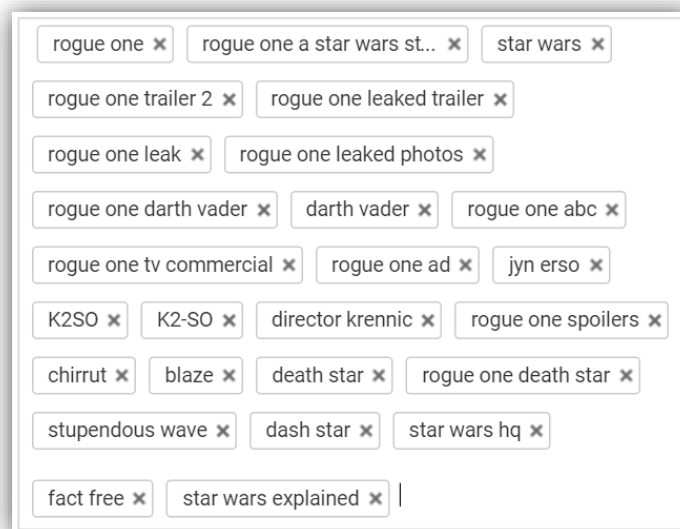 rogue one × rogue one a star wars st... × star wars ×
rogue one trailer 2 × rogue one leaked trailer ×
rogue one leak × rogue one leaked photos ×
rogue one darth vader × darth vader × rogue one abc ×
rogue one tv commercial × rogue one ad × jyn erso ×
K2SO × K2-SO × director krennic × rogue one spoilers ×
chirrut × blaze × death star × rogue one death star ×
stupendous wave × dash star × star wars hq ×
fact free × star wars explained ×